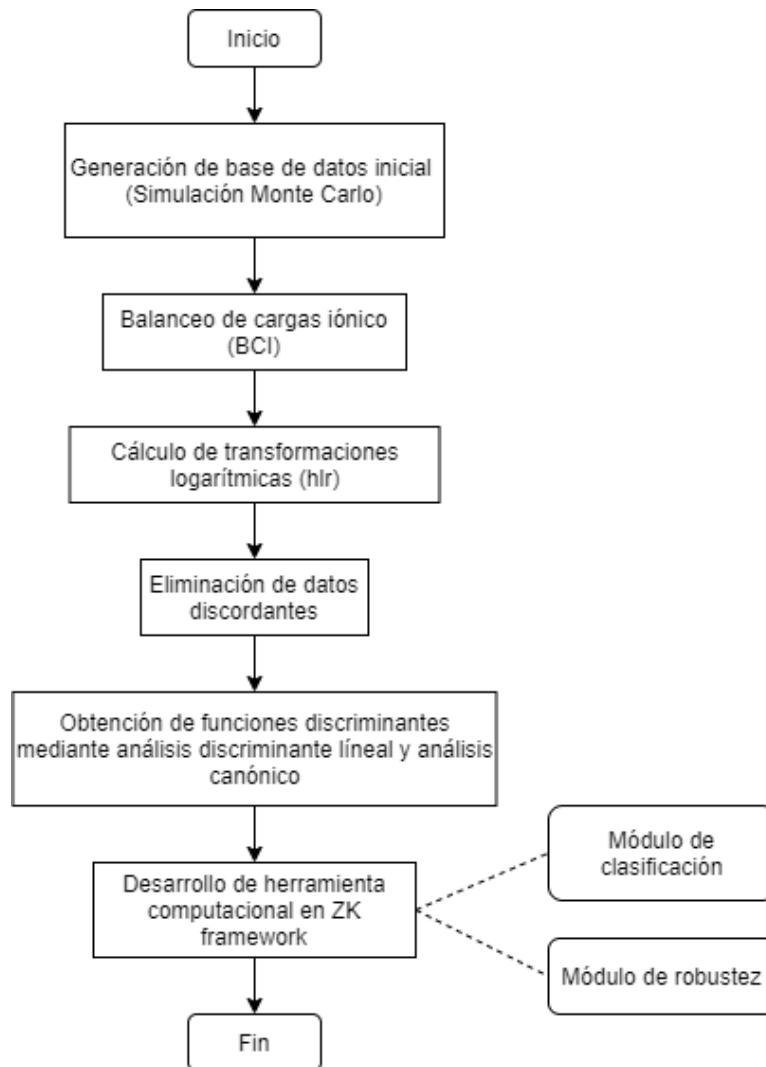 Inicio
Generación de base de datos inicial
(Simulación Monte Carlo)
Balanceo de cargas iónico
(BCI)
Cálculo de transformaciones
logarítmicas (hlr)
Eliminación de datos
discordantes
Obtención de funciones discriminantes
mediante análisis discriminante líneal y análisis
canónico
Desarrollo de herramienta
computacional en ZK
framework
Módulo de
clasificación
Módulo de robustez
Fin